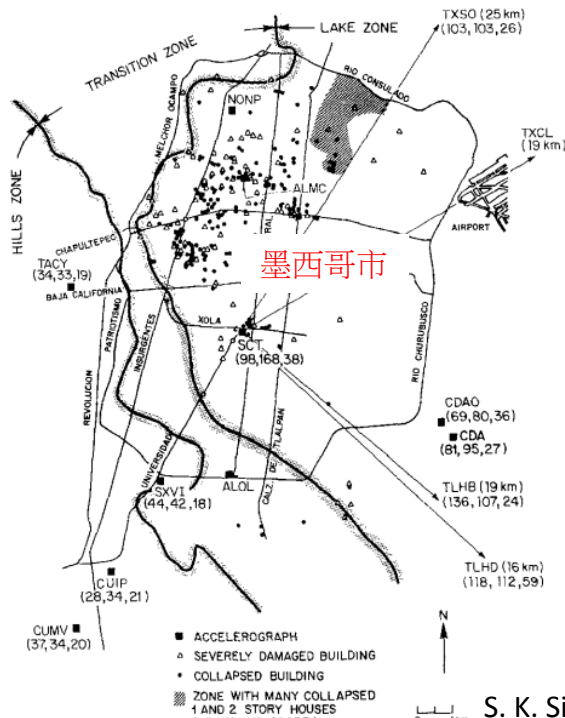 TXSO (25 km)
(103,103,26)
LAKE ZONE
TRANSITION ZONE
HILLS ZONE
RIO CONSULADO
MELCHOR OCAMPO
NONP
TXCL
(19 km)
ALMC
AIRPORT
CHAPULTEPEC
RAL
墨西哥市
TACY
(34,33,19)
BAJA CALIFORNIA
PATRIOTISMO
INSURGENTES
XOLA
SCT
(98,168,38)
RIO CHURUBUSCO
REVOLUCION
CDAO
(69,80,36)
CDA
(81,95,27)
UNIVERSIDAD
CALZ. DE TLALPAN
ALOL
SXVI
(44,42,18)
TLHB (19 km)
(136,107,24)
TLHD (16 km)
(118, 112,59)
CUIP
(28,34,21)
CUMV
(37,34,20)
N
ACCELEROGRAPH
SEVERELY DAMAGED BUILDING
COLLAPSED BUILDING
ZONE WITH MANY COLLAPSED
1 AND 2 STORY HOUSES
S. K. Si